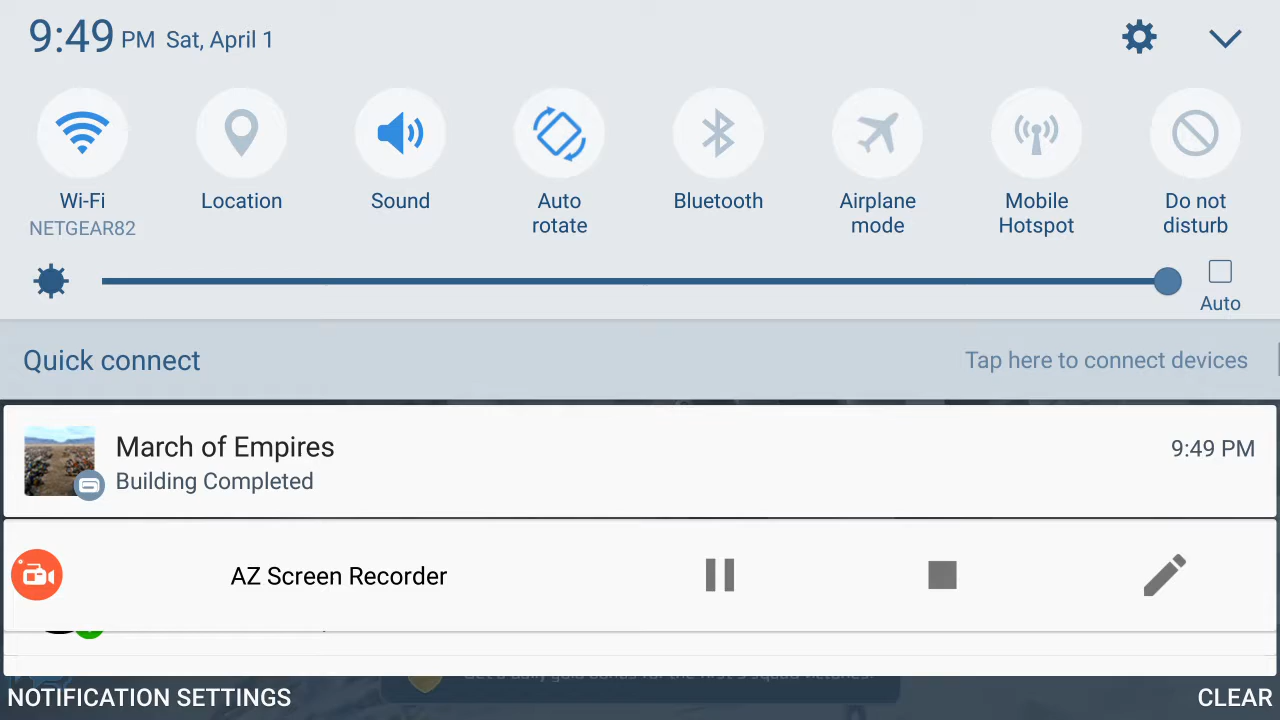 9:49 PM Sat, April 1
Wi-Fi
NETGEAR82
Location
Sound
Auto
rotate
Bluetooth
Airplane
mode
Mobile
Hotspot
Do not
disturb
Auto
Quick connect
Tap here to connect devices
March of Empires
9:49 PM
Building Completed
AZ Screen Recorder
NOTIFICATION SETTINGS
CLEAR